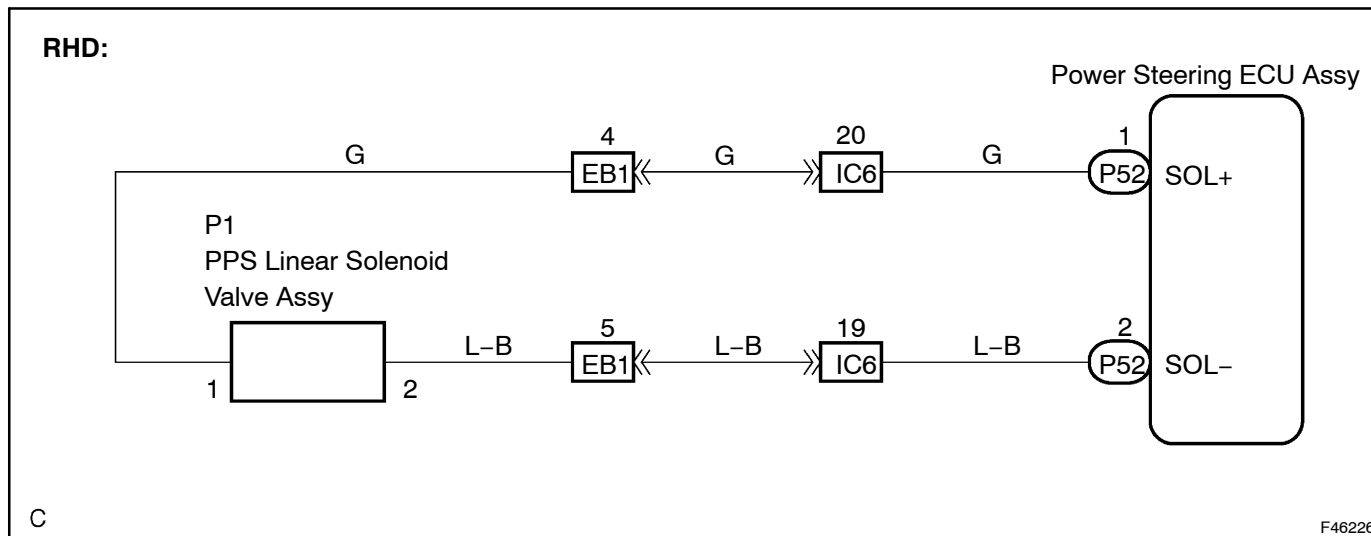 RHD:
Power Steering ECU Assy
4
20
1
G
G
G
EB1
IC6
P52
SOL+
P1
PPS Linear Solenoid
Valve Assy
5
19
2
L−B
L−B
L−B
EB1
IC6
P52
SOL−
1
2
C
F46226